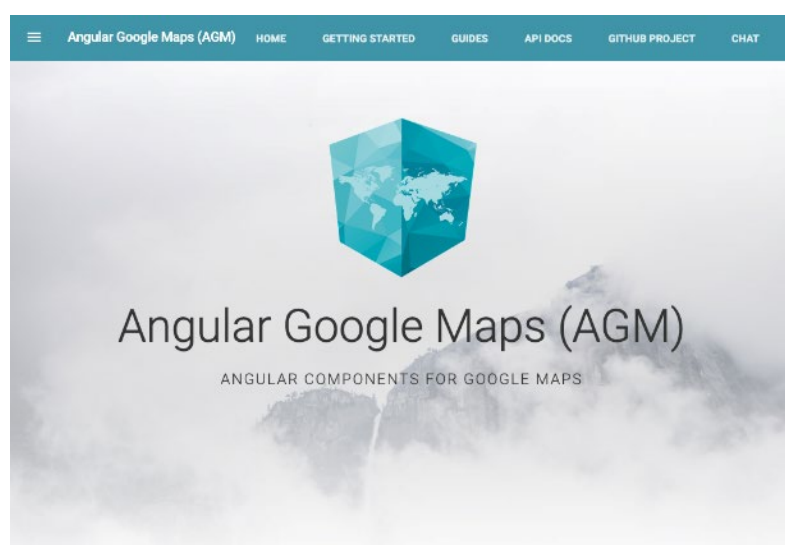 Angular Google Maps (AGM) HOME GETTING STARTED GUIDES API DOCS GITHUB PROJECT CHAT
Angular Google Maps (AGM)
ANGULAR COMPONENTS FOR GOOGLE MAPS